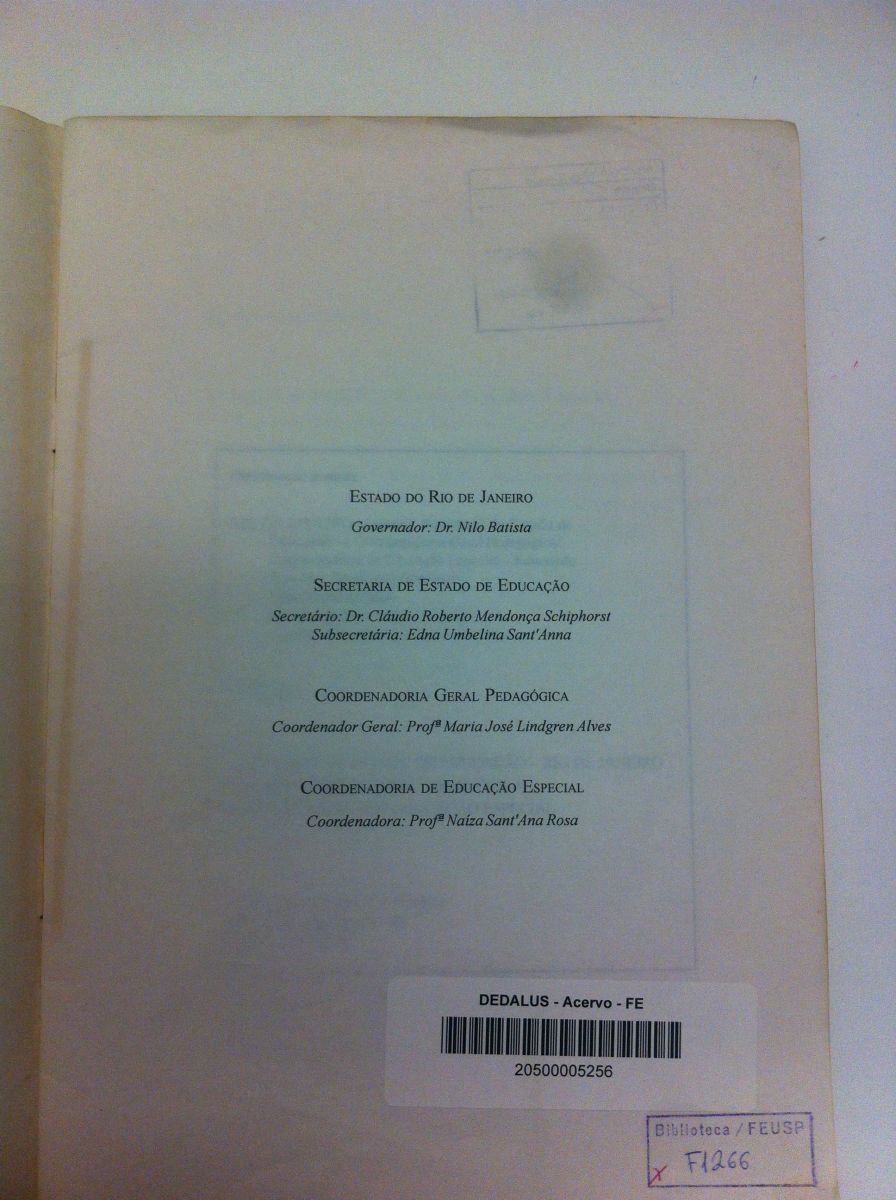 Estado do Rio de Janeiro
Governador: Dr. Nilo Batista
Secretaria de Estado de Educação
Secretário: Dr. Cláudio Roberto Mendonça Schiphorst
Subsecretária: Edna Umbelina Sant'Anna
Coordenadoria Geral Pedagógica
Coordenador Geral: Profª Maria José Lindgren Alves
Coordenadoria de Educação Especial
Coordenadora: Profª Naíza Sant'Ana Rosa
DEDALUS - Acervo - FE
20500005256
Biblioteca / FEUSP
X F1266